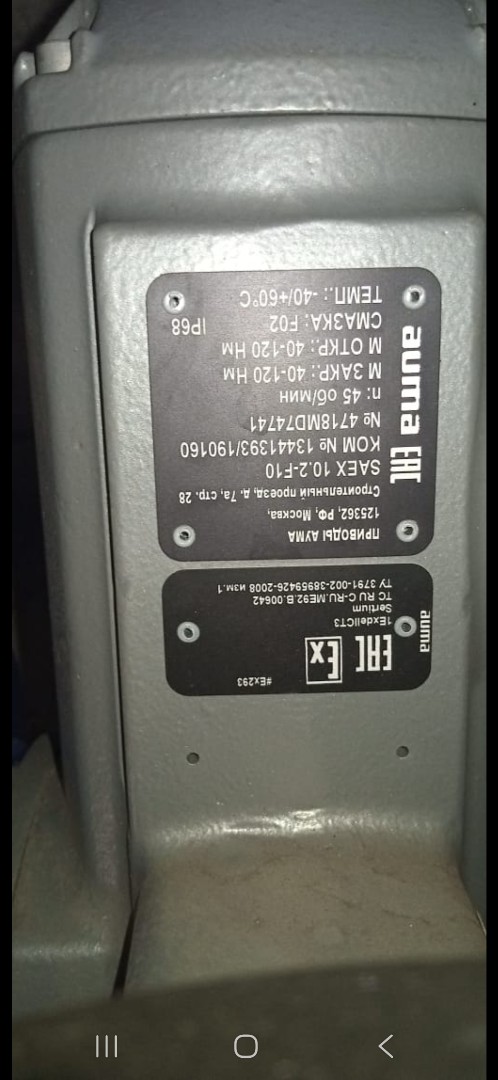 ПРИВОДЫ АУМА
125362, РФ, Москва,
Строительный проезд, д. 7а, стр. 28
SAEX 10.2-F10
КОМ № 13441393/190160
№ 4718MD74741
n: 45 об/мин
М ЗАКР.: 40-120 Нм
М ОТКР.: 40-120 Нм
СМАЗКА: F02 IP68
ТЕМП.: -40/+60°C
auma EAC
#Ex293
EAC Ex
1ExdeIICT3
Sertium
TC RU C-RU.ME92.B.00642
ТУ 3791-002-38959426-2008 изм.1
auma